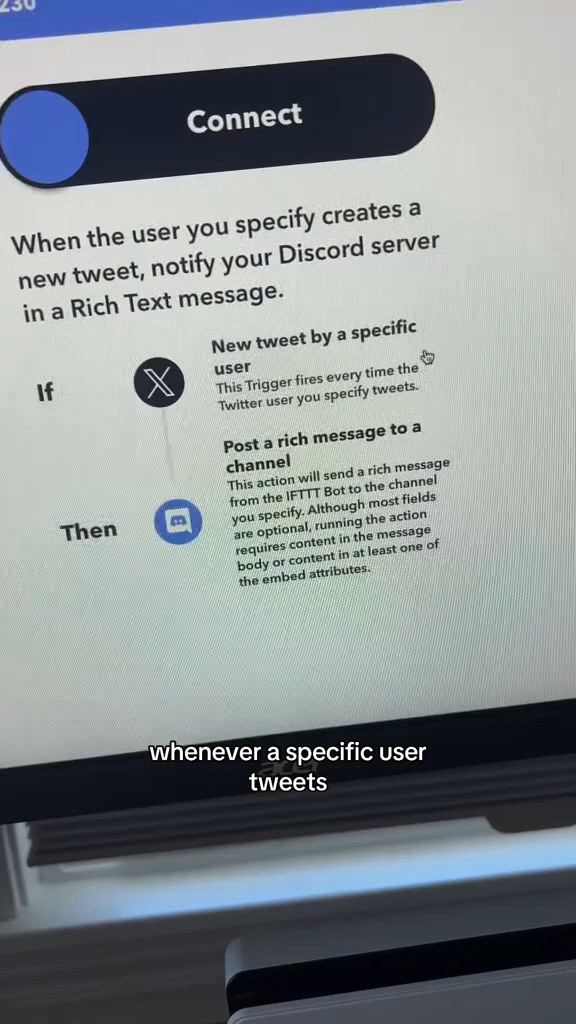 230
Connect
When the user you specify creates a
new tweet, notify your Discord server
in a Rich Text message.
If
New tweet by a specific
user
This Trigger fires every time the
Twitter user you specify tweets.
Then
Post a rich message to a
channel
This action will send a rich message
from the IFTTT Bot to the channel
you specify. Although most fields
are optional, running the action
requires content in the message
body or content in at least one of
the embed attributes.
whenever a specific user
tweets